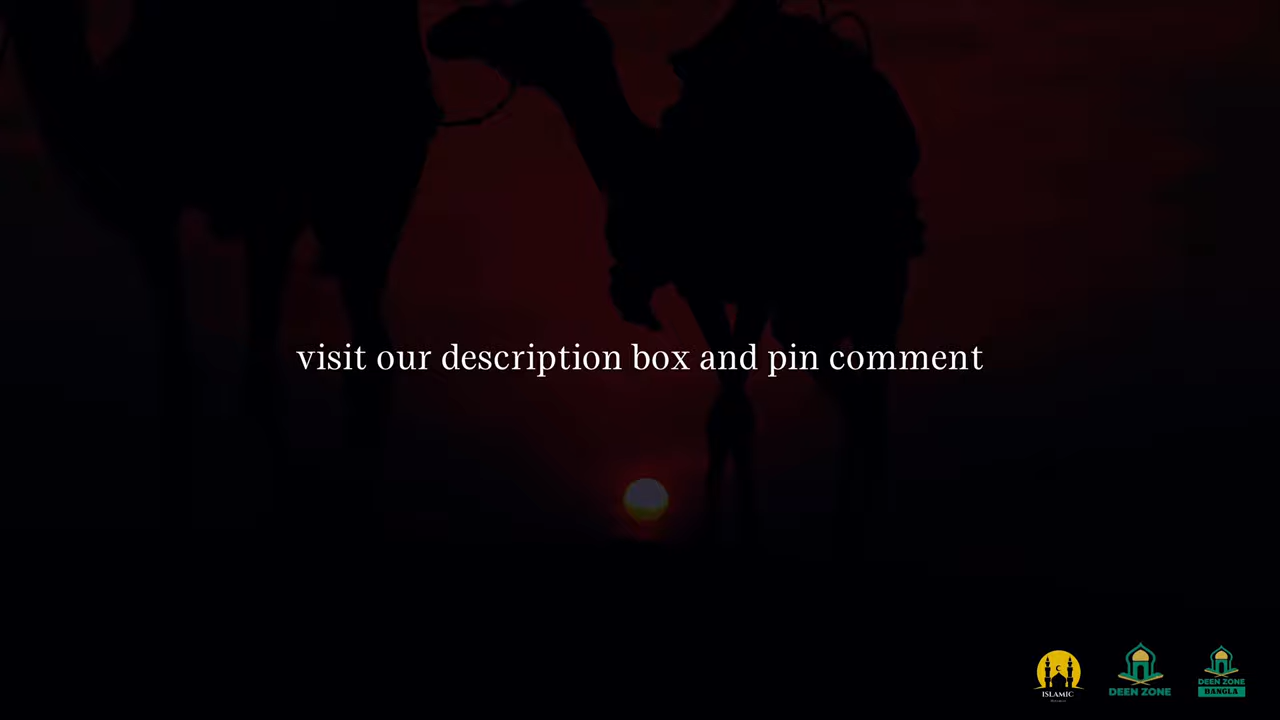 visit our description box and pin comment
ISLAMIC
DEEN ZONE
DEEN ZONE
BANGLA